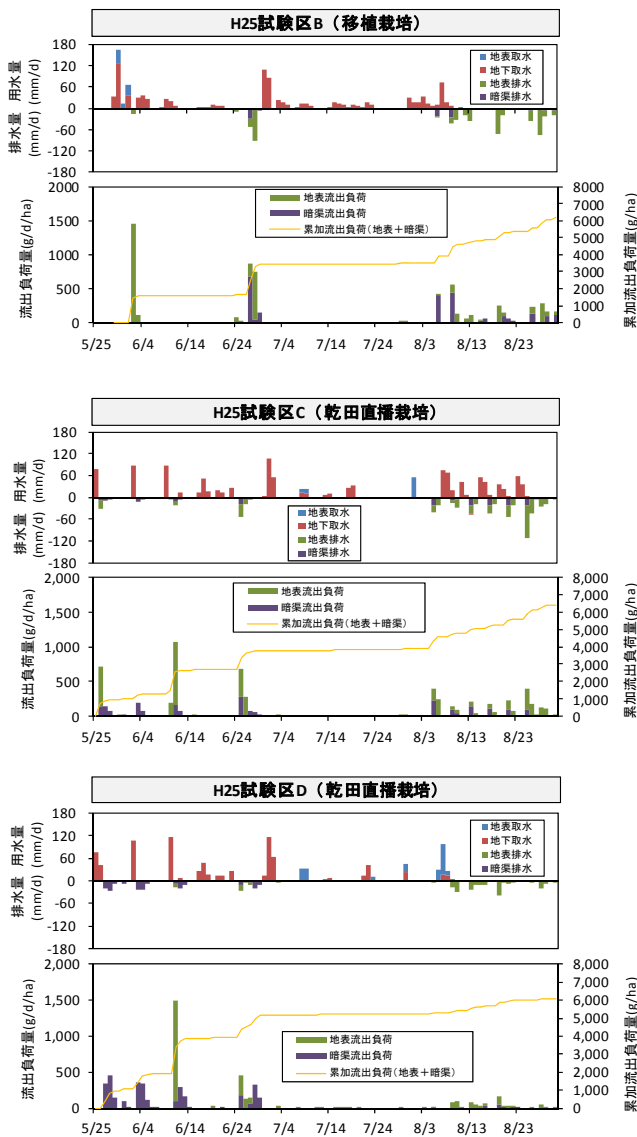 H25試験区B（移植栽培）
用水量
(mm/d)
排水量
(mm/d)
180
120
60
0
-60
-120
-180
地表取水
地下取水
地表排水
暗渠排水
流出負荷量(g/d/ha)
2000
1500
1000
500
0
地表流出負荷
暗渠流出負荷
累加流出負荷(地表＋暗渠)
8000
7000
6000
5000
4000
3000
2000
1000
0
累加流出負荷量(g/ha)
5/25 6/4 6/14 6/24 7/4 7/14 7/24 8/3 8/13 8/23
H25試験区C（乾田直播栽培）
用水量
(mm/d)
排水量
(mm/d)
180
120
60
0
-60
-120
-180
地表取水
地下取水
地表排水
暗渠排水
流出負荷量(g/d/ha)
2,000
1,500
1,000
500
0
地表流出負荷
暗渠流出負荷
累加流出負荷(地表＋暗渠)
8,000
7,000
6,000
5,000
4,000
3,000
2,000
1,000
0
累加流出負荷量(g/ha)
5/25 6/4 6/14 6/24 7/4 7/14 7/24 8/3 8/13 8/23
H25試験区D（乾田直播栽培）
用水量
(mm/d)
排水量
(mm/d)
180
120
60
0
-60
-120
-180
地表取水
地下取水
地表排水
暗渠排水
流出負荷量(g/d/ha)
2,000
1,500
1,000
500
0
地表流出負荷
暗渠流出負荷
累加流出負荷(地表＋暗渠)
8,000
7,000
6,000
5,000
4,000
3,000
2,000
1,000
0
累加流出負荷量(g/ha)
5/25 6/4 6/14 6/24 7/4 7/14 7/24 8/3 8/13 8/23